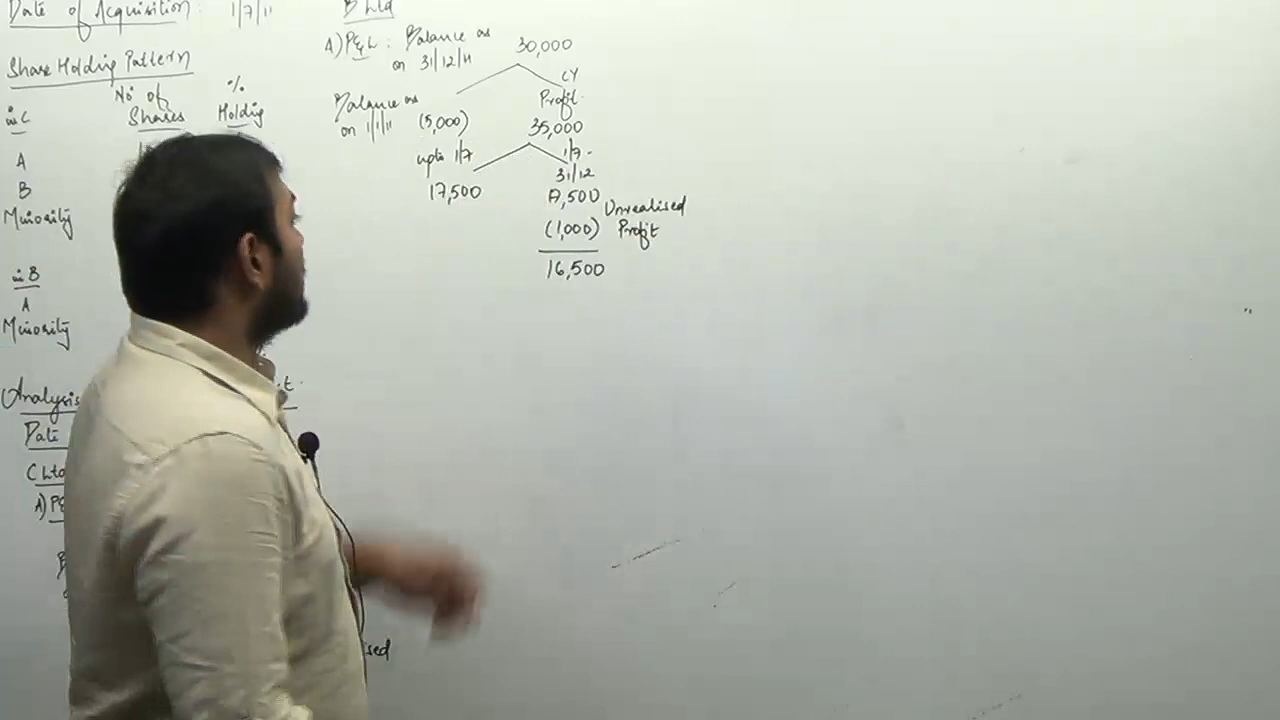 Date of Acquisition: 1/7/11
Share Holding Pattern
No. of %
in C Shares Holding
A
B
Minority
in B
A
Minority
Analysis
Date
C Ltd
A) P&
B Ltd
A) P&L: Balance as 30,000
on 31/12/11
CY
Balance as Profit
on 1/1/11 (5,000) 35,000
upto 1/7 1/7 -
31/12
17,500 17,500
Unrealised
(1,000) Profit
16,500
ised